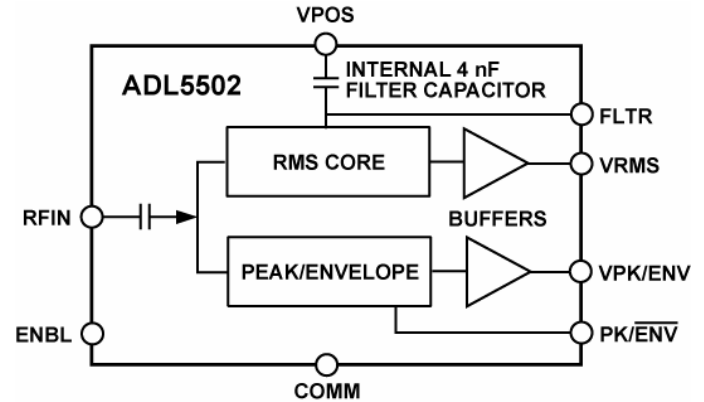 VPOS
ADL5502
INTERNAL 4 nF
FILTER CAPACITOR
FLTR
RMS CORE
VRMS
RFIN
BUFFERS
PEAK/ENVELOPE
VPK/ENV
ENBL
PK/E̅N̅V̅
COMM